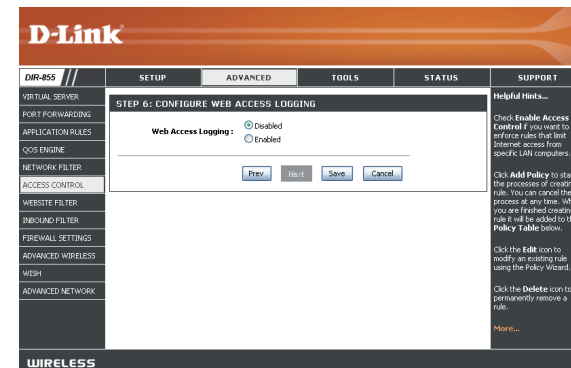 D-Link
DIR-855
SETUP
ADVANCED
TOOLS
STATUS
SUPPORT
VIRTUAL SERVER
PORT FORWARDING
APPLICATION RULES
QOS ENGINE
NETWORK FILTER
ACCESS CONTROL
WEBSITE FILTER
INBOUND FILTER
FIREWALL SETTINGS
ADVANCED WIRELESS
WISH
ADVANCED NETWORK
STEP 6: CONFIGURE WEB ACCESS LOGGING
Web Access Logging : Disabled
Enabled
Prev Next Save Cancel
Helpful Hints...
Check Enable Access
Control if you want to
enforce rules that limit
Internet access from
specific LAN computers.
Click Add Policy to sta
the processes of creatin
rule. You can cancel the
process at any time. Wh
you are finished creatin
rule it will be added to t
Policy Table below.
Click the Edit icon to
modify an existing rule
using the Policy Wizard.
Click the Delete icon to
permanently remove a
rule.
More...
WIRELESS